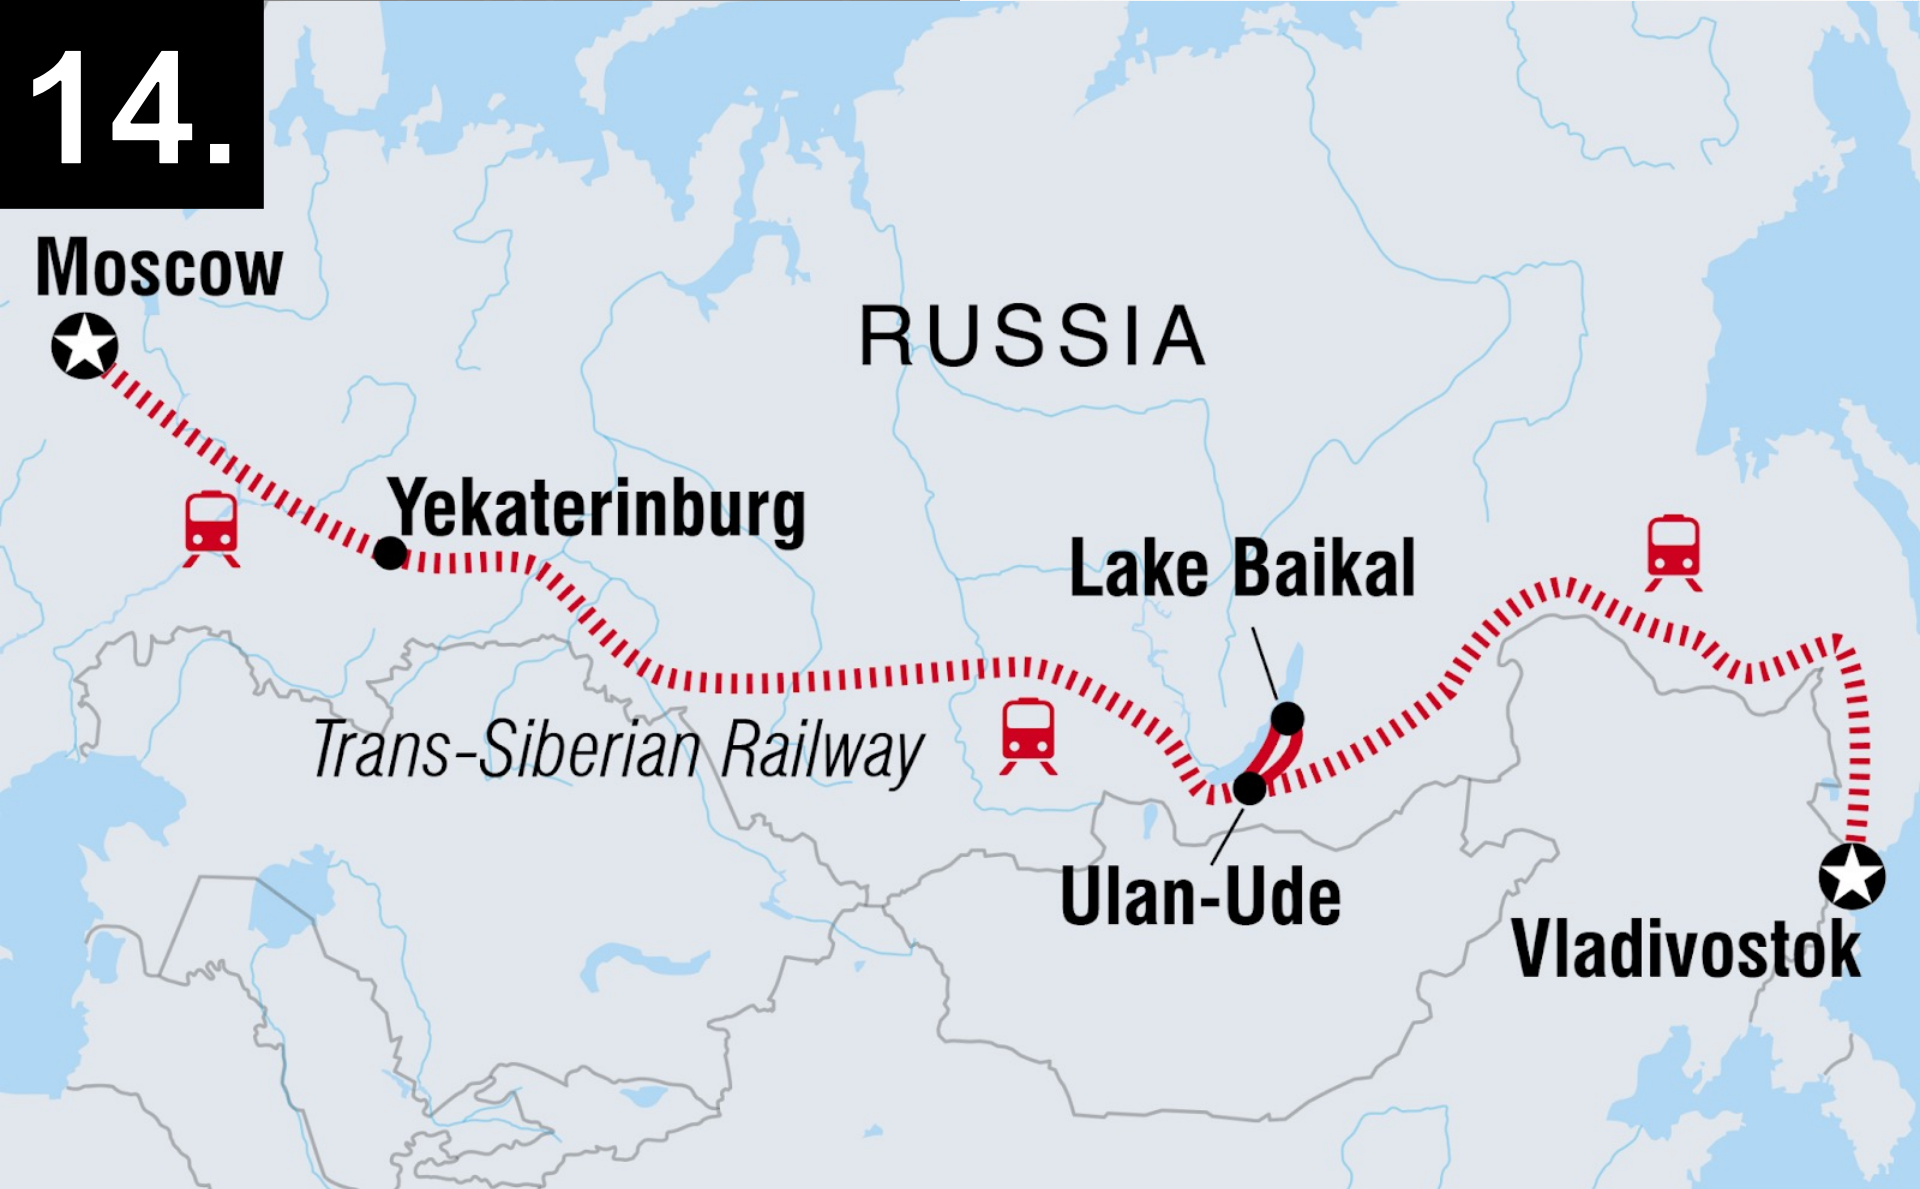 14.
Moscow
RUSSIA
Yekaterinburg
Lake Baikal
Trans-Siberian Railway
Ulan-Ude
Vladivostok